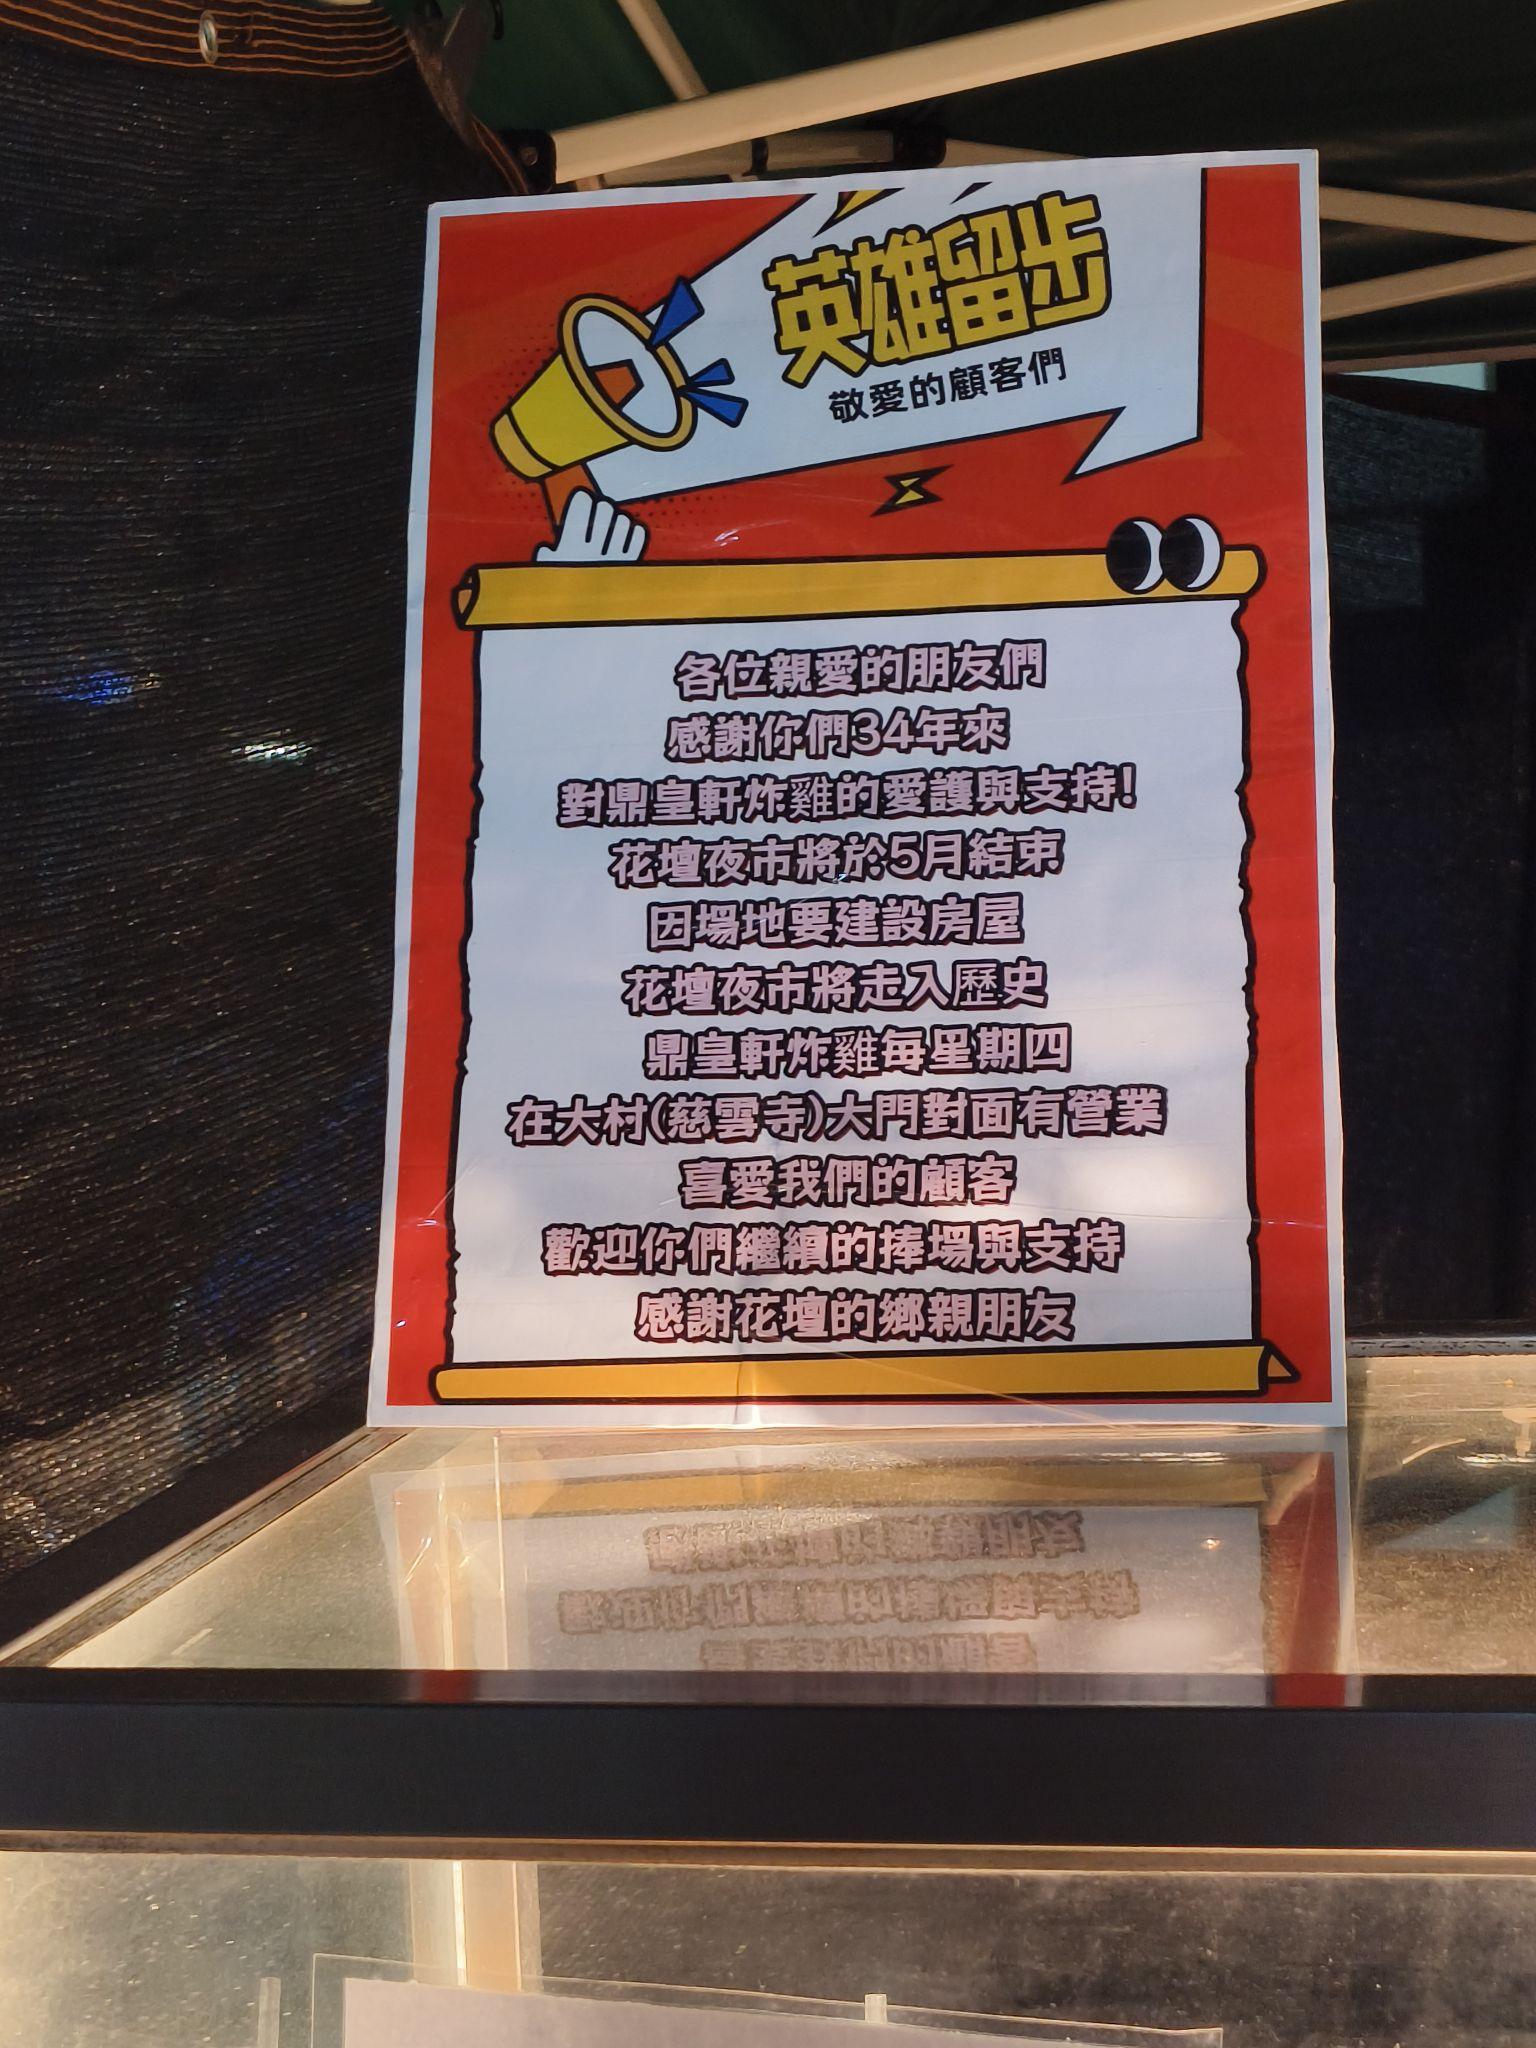 英雄留步
敬愛的顧客們
各位親愛的朋友們
感謝你們34年來
對鼎皇軒炸雞的愛護與支持!
花壇夜市將於5月結束
因場地要建設房屋
花壇夜市將走入歷史
鼎皇軒炸雞每星期四
在大村(慈雲寺)大門對面有營業
喜愛我們的顧客
歡迎你們繼續的捧場與支持
感謝花壇的鄉親朋友